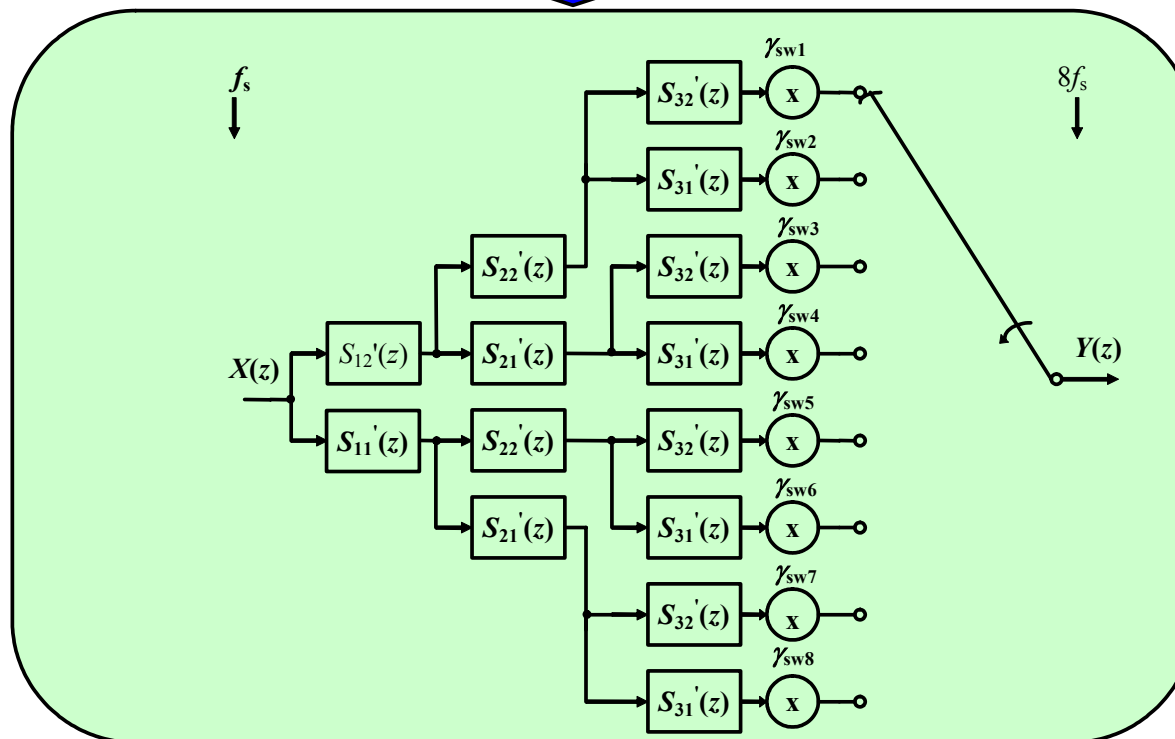 γsw1
fs
8fs
S32'(z)
x
γsw2
S31'(z)
x
γsw3
S22'(z)
S32'(z)
x
γsw4
S12'(z)
S21'(z)
S31'(z)
x
Y(z)
X(z)
γsw5
S11'(z)
S22'(z)
S32'(z)
x
γsw6
S21'(z)
S31'(z)
x
γsw7
S32'(z)
x
γsw8
S31'(z)
x